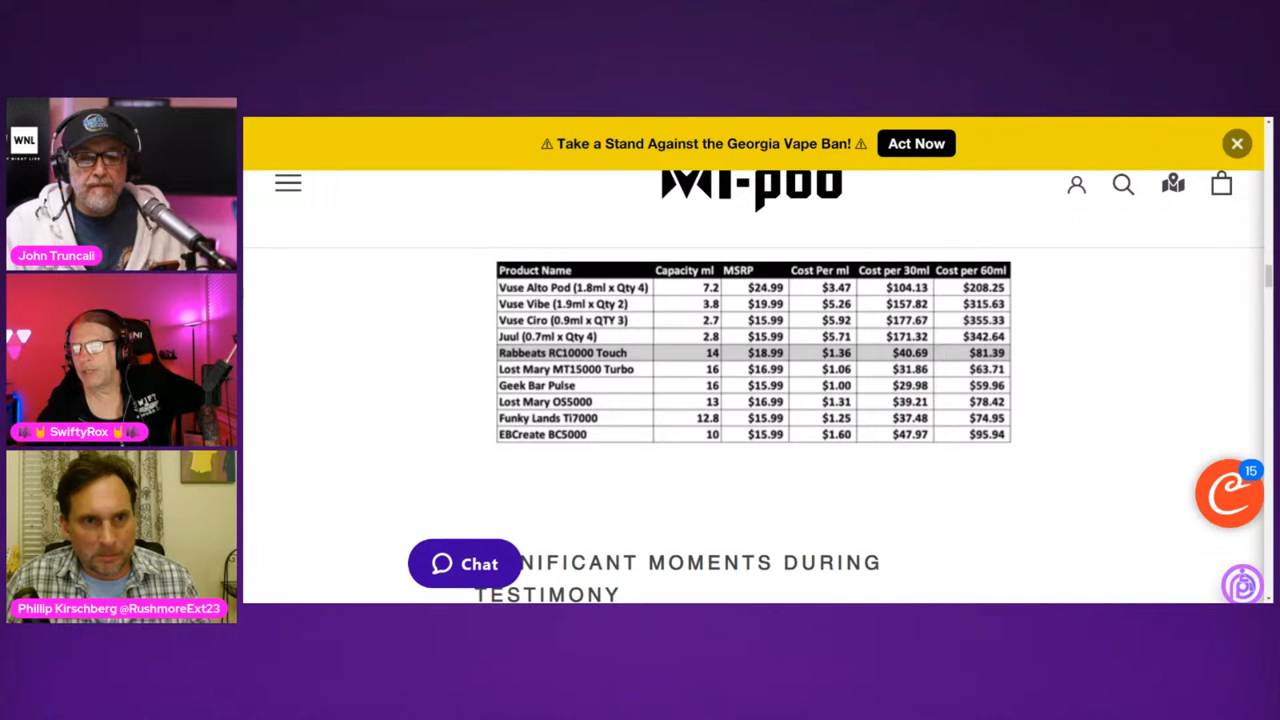 WNL
Y NIGHT LIVE
John Truncali
SwiftyRox
Phillip Kirschberg @RushmoreExt23
⚠ Take a Stand Against the Georgia Vape Ban! ⚠ Act Now
Mi-pod
Product Name Capacity ml MSRP Cost Per ml Cost per 30ml Cost per 60ml
Vuse Alto Pod (1.8ml x Qty 4) 7.2 $24.99 $3.47 $104.13 $208.25
Vuse Vibe (1.9ml x Qty 2) 3.8 $19.99 $5.26 $157.82 $315.63
Vuse Ciro (0.9ml x QTY 3) 2.7 $15.99 $5.92 $177.67 $355.33
Juul (0.7ml x Qty 4) 2.8 $15.99 $5.71 $171.32 $342.64
Rabbeats RC10000 Touch 14 $18.99 $1.36 $40.69 $81.39
Lost Mary MT15000 Turbo 16 $16.99 $1.06 $31.86 $63.71
Geek Bar Pulse 16 $15.99 $1.00 $29.98 $59.96
Lost Mary OS5000 13 $16.99 $1.31 $39.21 $78.42
Funky Lands Ti7000 12.8 $15.99 $1.25 $37.48 $74.95
EBCreate BC5000 10 $15.99 $1.60 $47.97 $95.94
15
Chat
NIFICANT MOMENTS DURING
TESTIMONY